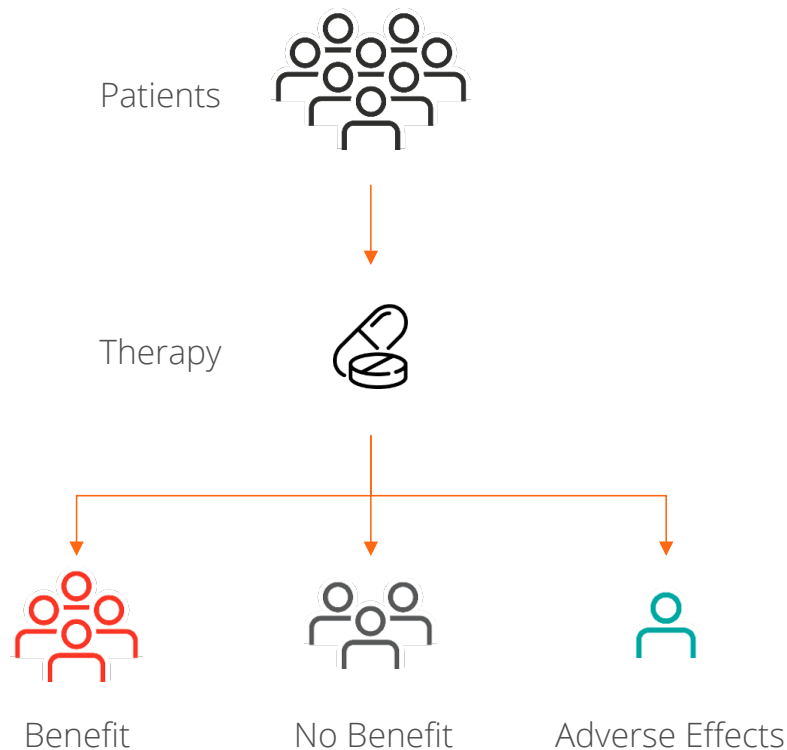 Patients
Therapy
Benefit
No Benefit
Adverse Effects